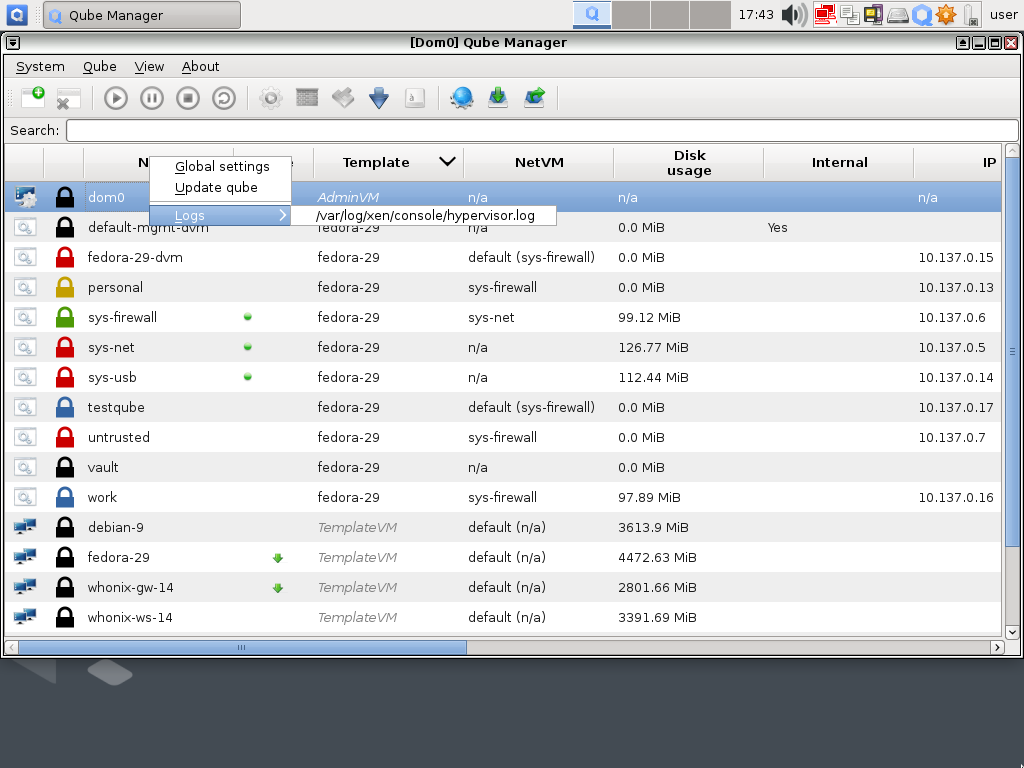 Qube Manager 17:43 user
[Dom0] Qube Manager
System Qube View About
Search:
N Template NetVM Disk usage Internal IP
Global settings
Update qube
Logs /var/log/xen/console/hypervisor.log
dom0 AdminVM n/a n/a n/a
default-mgmt-dvm fedora-29 n/a 0.0 MiB Yes
fedora-29-dvm fedora-29 default (sys-firewall) 0.0 MiB 10.137.0.15
personal fedora-29 sys-firewall 0.0 MiB 10.137.0.13
sys-firewall fedora-29 sys-net 99.12 MiB 10.137.0.6
sys-net fedora-29 n/a 126.77 MiB 10.137.0.5
sys-usb fedora-29 n/a 112.44 MiB 10.137.0.14
testqube fedora-29 default (sys-firewall) 0.0 MiB 10.137.0.17
untrusted fedora-29 sys-firewall 0.0 MiB 10.137.0.7
vault fedora-29 n/a 0.0 MiB
work fedora-29 sys-firewall 97.89 MiB 10.137.0.16
debian-9 TemplateVM default (n/a) 3613.9 MiB
fedora-29 TemplateVM default (n/a) 4472.63 MiB
whonix-gw-14 TemplateVM default (n/a) 2801.66 MiB
whonix-ws-14 TemplateVM default (n/a) 3391.69 MiB